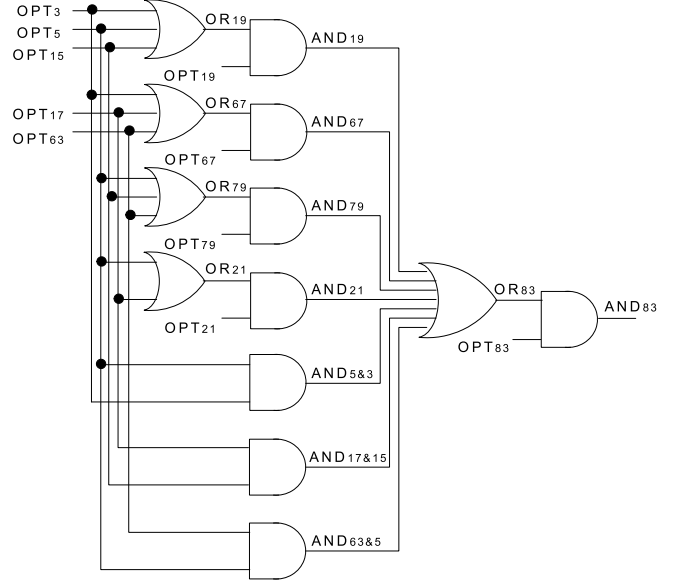 OPT3
OR19
OPT5
AND19
OPT15
OPT19
OR67
OPT17
AND67
OPT63
OPT67
OR79
AND79
OPT79
OR21
AND21
OR83
AND83
OPT21
OPT83
AND5&3
AND17&15
AND63&5